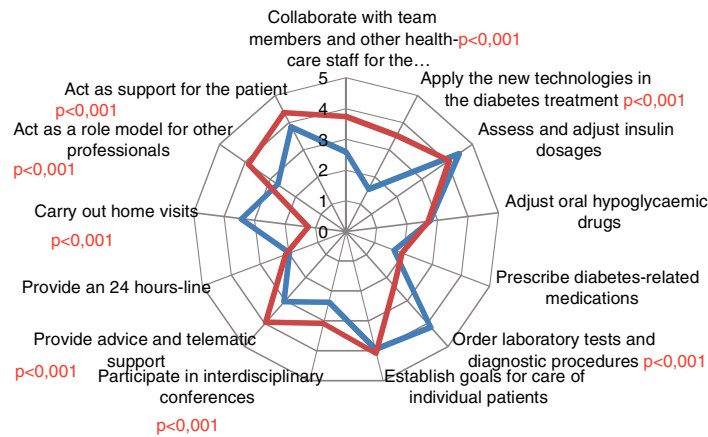 Collaborate with team
members and other health-p<0,001
care staff for the…
Apply the new technologies in
the diabetes treatment p<0,001
Assess and adjust insulin
dosages
Adjust oral hypoglycaemic
drugs
Prescribe diabetes-related
medications
Order laboratory tests and
diagnostic procedures p<0,001
Establish goals for care of
individual patients
Participate in interdisciplinary
conferences
p<0,001
Provide advice and telematic
support
p<0,001
Provide an 24 hours-line
Carry out home visits
p<0,001
Act as a role model for other
professionals
p<0,001
Act as support for the patient
p<0,001
5
4
3
2
1
0